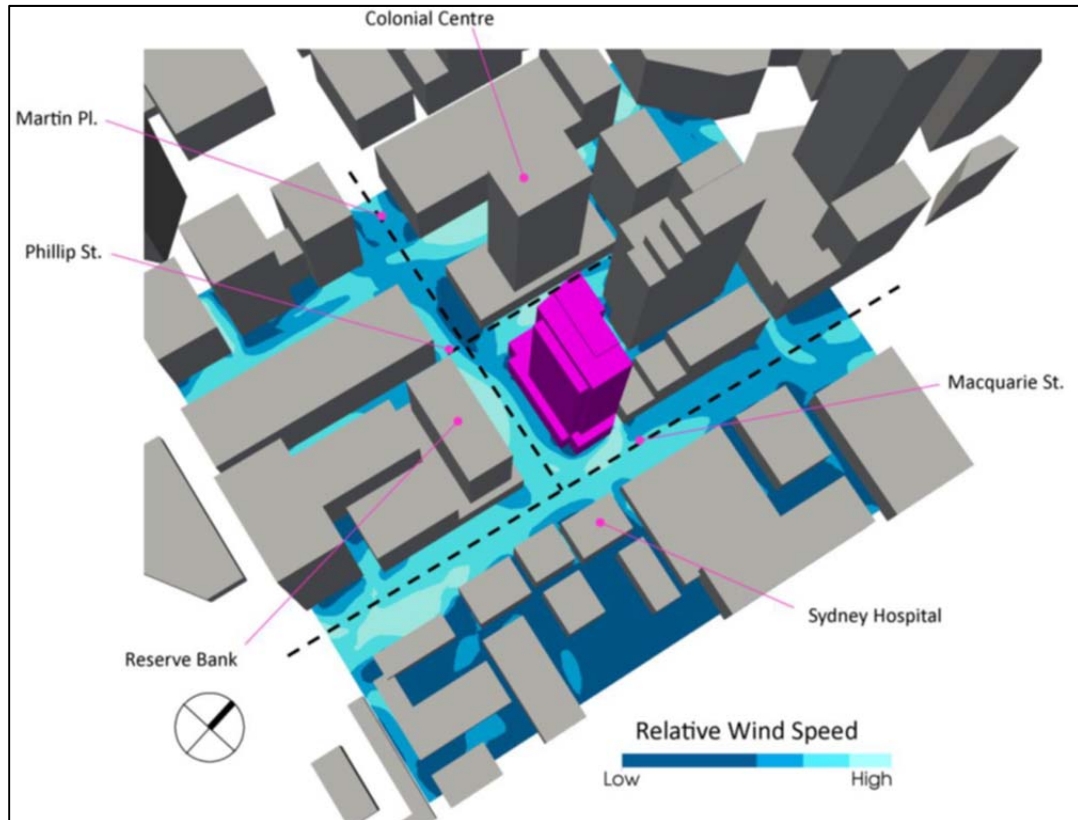 Colonial Centre
Martin Pl.
Phillip St.
Macquarie St.
Sydney Hospital
Reserve Bank
Relative Wind Speed
Low High